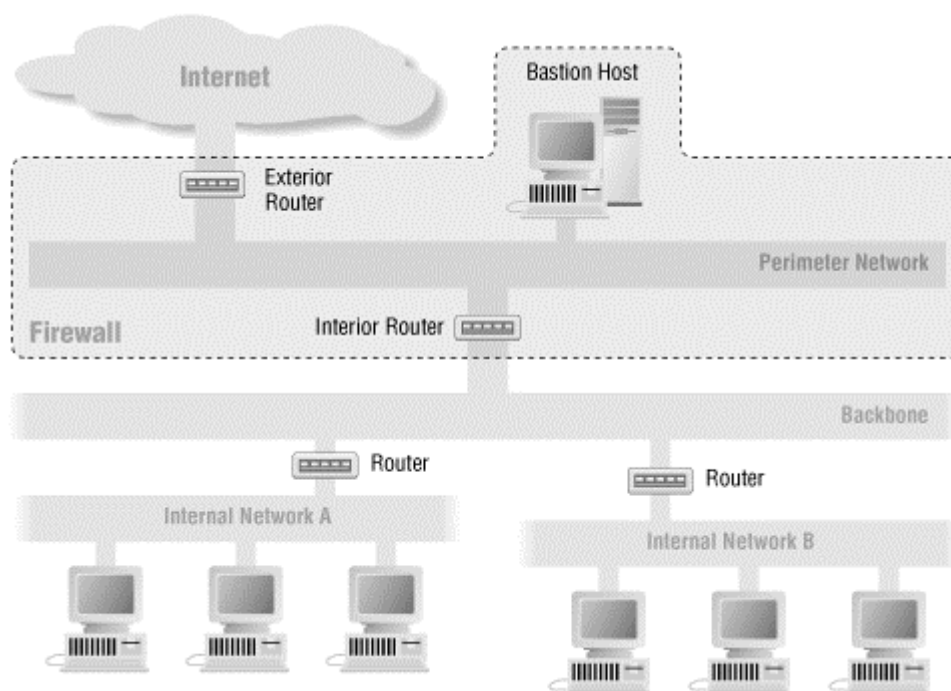 Internet
Bastion Host
Exterior
Router
Perimeter Network
Firewall
Interior Router
Backbone
Router
Router
Internal Network A
Internal Network B